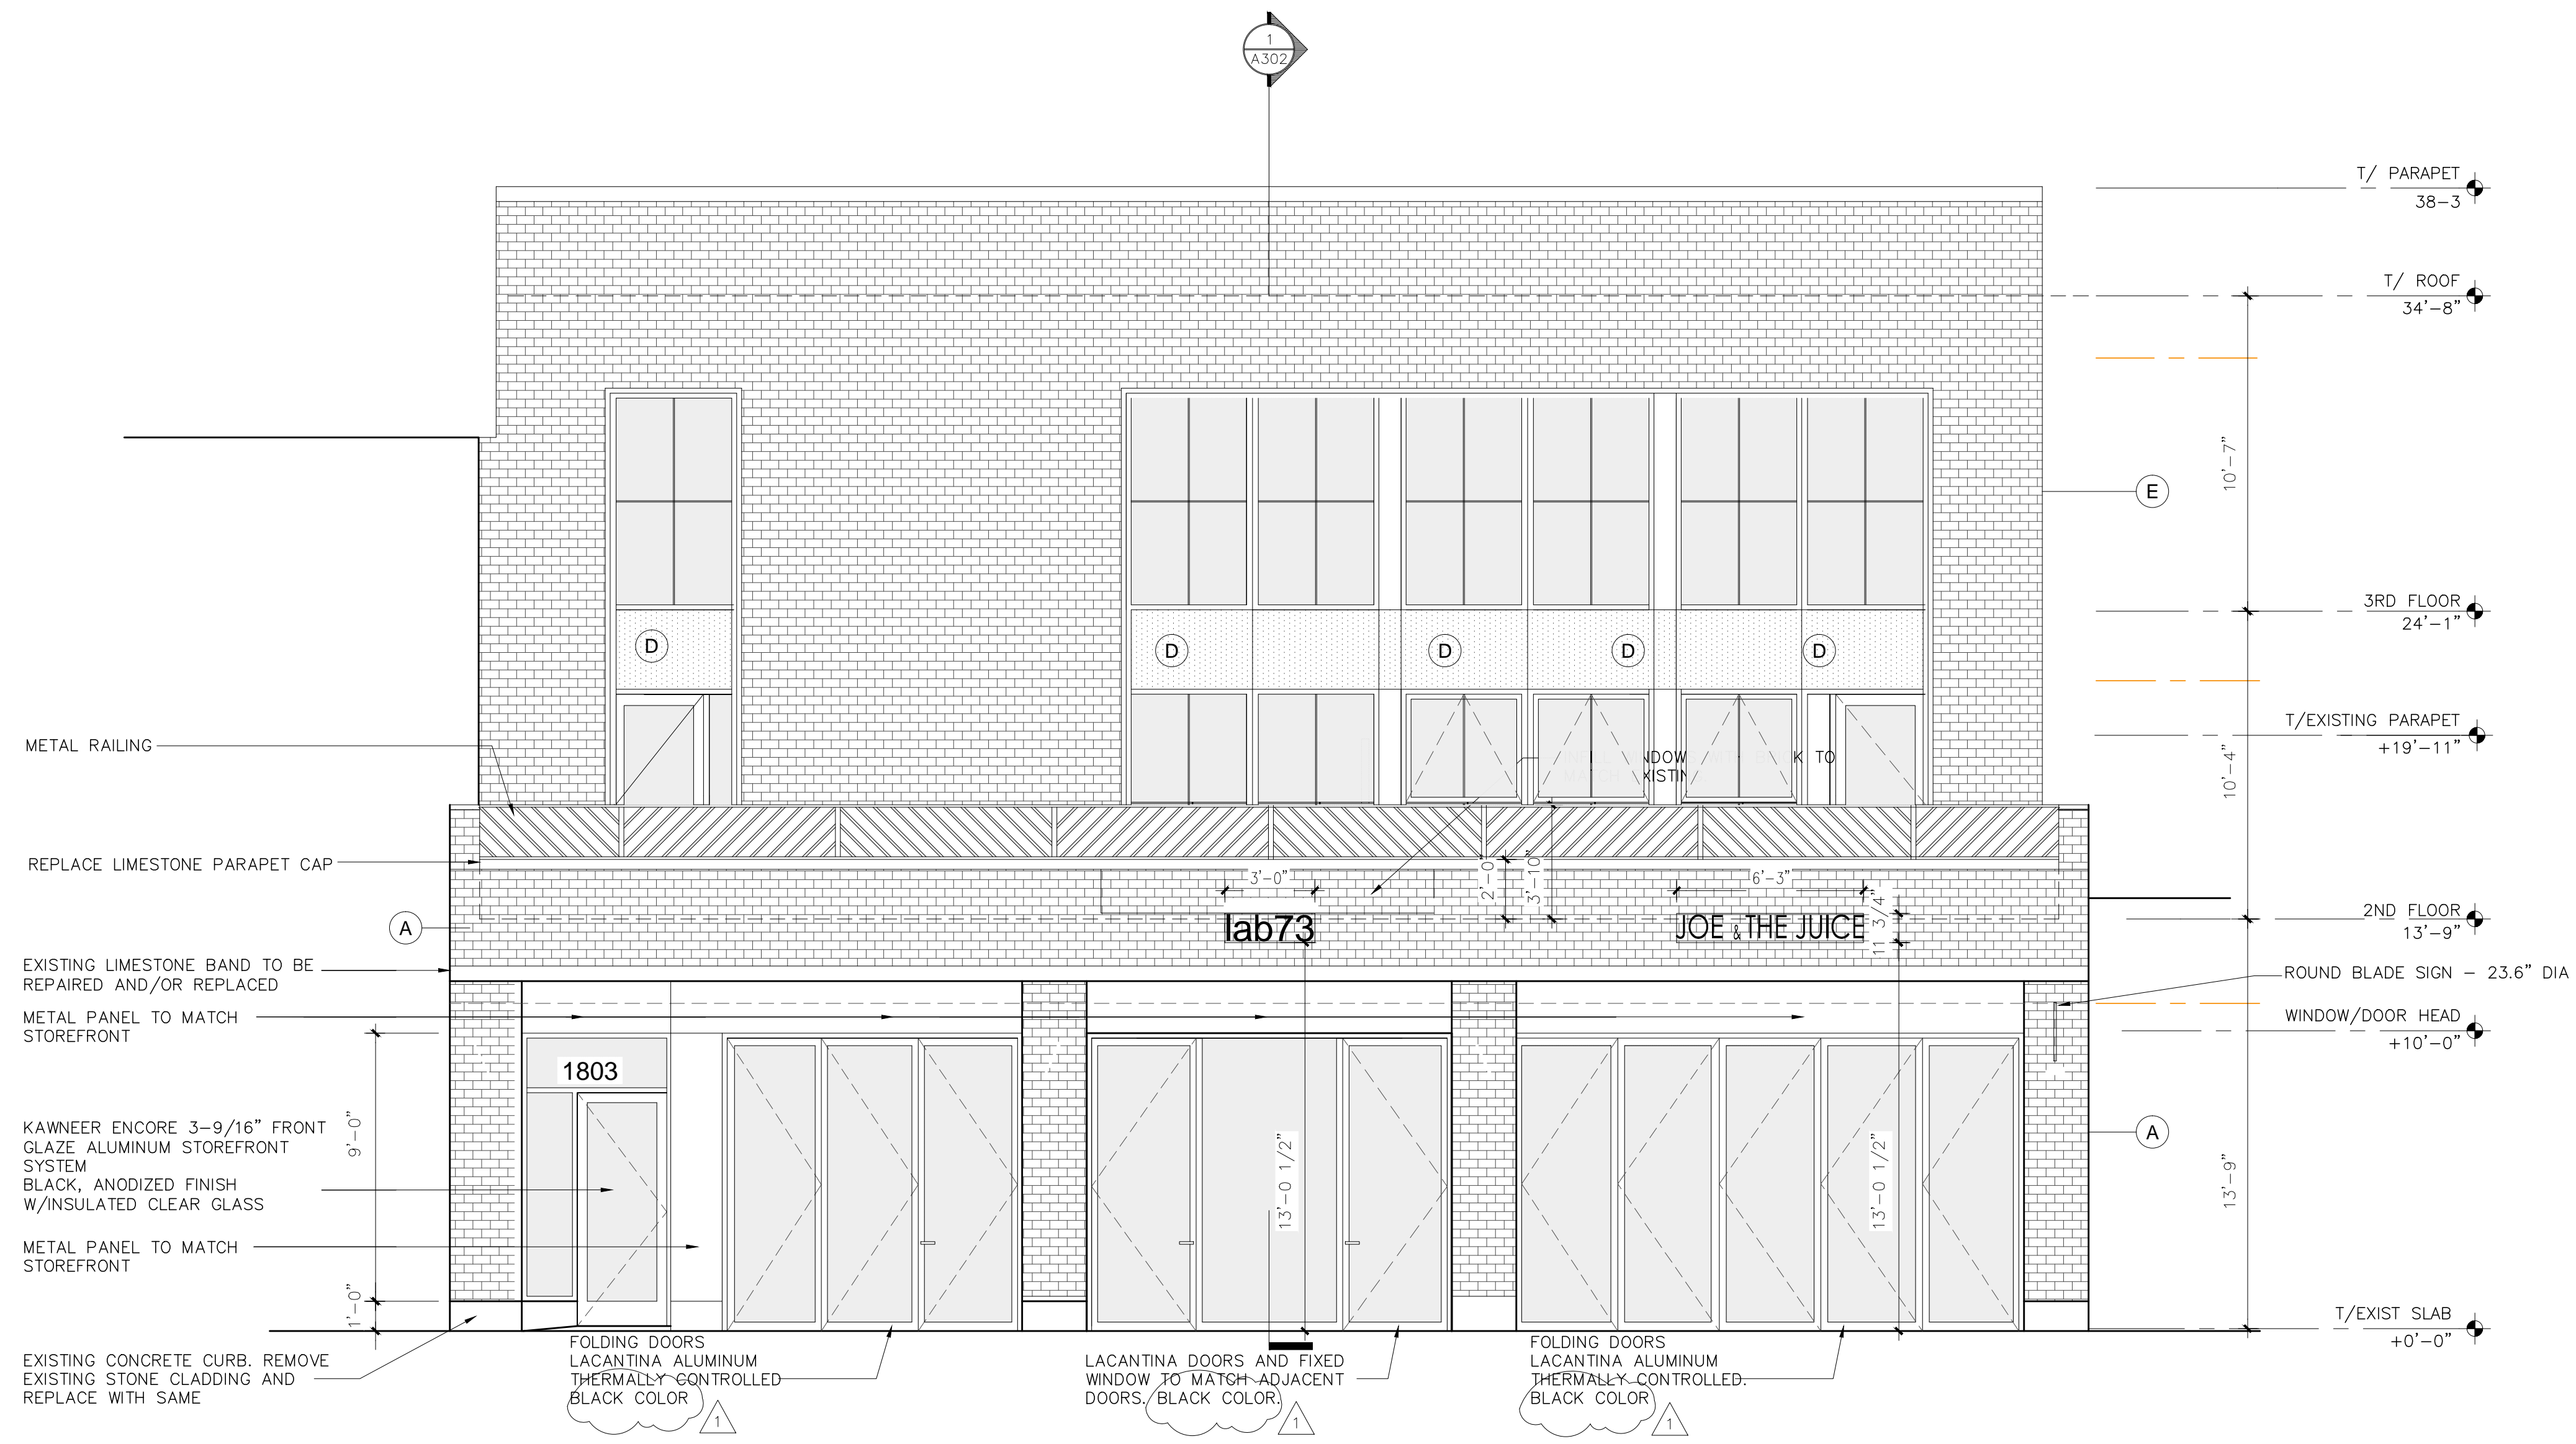 1
A302
T/ PARAPET
38-3
T/ ROOF
34'-8"
10'-7"
E
3RD FLOOR
24'-1"
D
D
D
D
D
T/EXISTING PARAPET
+19'-11"
10'-4"
METAL RAILING
BRICK TO
REPLACE LIMESTONE PARAPET CAP
3'-0"
2'-0"
3'-10"
6'-3"
11 3/4"
A
lab73
JOE & THE JUICE
2ND FLOOR
13'-9"
EXISTING LIMESTONE BAND TO BE
REPAIRED AND/OR REPLACED
ROUND BLADE SIGN - 23.6" DIA
METAL PANEL TO MATCH
STOREFRONT
WINDOW/DOOR HEAD
+10'-0"
1803
9'-0"
KAWNEER ENCORE 3-9/16" FRONT
GLAZE ALUMINUM STOREFRONT
SYSTEM
BLACK, ANODIZED FINISH
W/INSULATED CLEAR GLASS
13'-0 1/2"
13'-0 1/2"
A
13'-9"
METAL PANEL TO MATCH
STOREFRONT
1'-0"
T/EXIST SLAB
+0'-0"
EXISTING CONCRETE CURB. REMOVE
EXISTING STONE CLADDING AND
REPLACE WITH SAME
FOLDING DOORS
LACANTINA ALUMINUM
THERMALLY CONTROLLED
BLACK COLOR
1
LACANTINA DOORS AND FIXED
WINDOW TO MATCH ADJACENT
DOORS. BLACK COLOR.
1
FOLDING DOORS
LACANTINA ALUMINUM
THERMALLY CONTROLLED.
BLACK COLOR
1